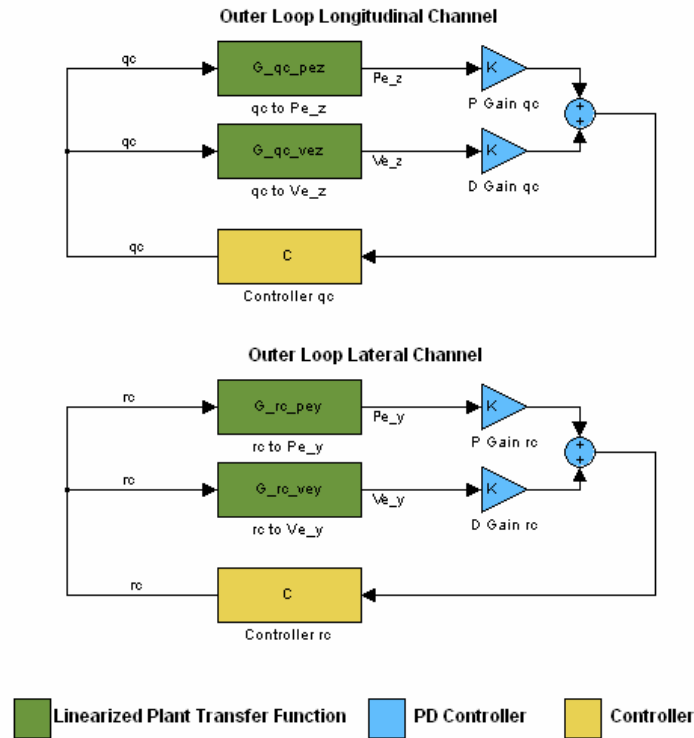 Outer Loop Longitudinal Channel
qc
G_qc_pez
Pe_z
K
qc to Pe_z
P Gain qc
+
+
qc
G_qc_vez
Ve_z
K
qc to Ve_z
D Gain qc
qc
C
Controller qc
Outer Loop Lateral Channel
rc
G_rc_pey
Pe_y
K
rc to Pe_y
P Gain rc
+
+
rc
G_rc_vey
Ve_y
K
rc to Ve_y
D Gain rc
rc
C
Controller rc
Linearized Plant Transfer Function
PD Controller
Controller